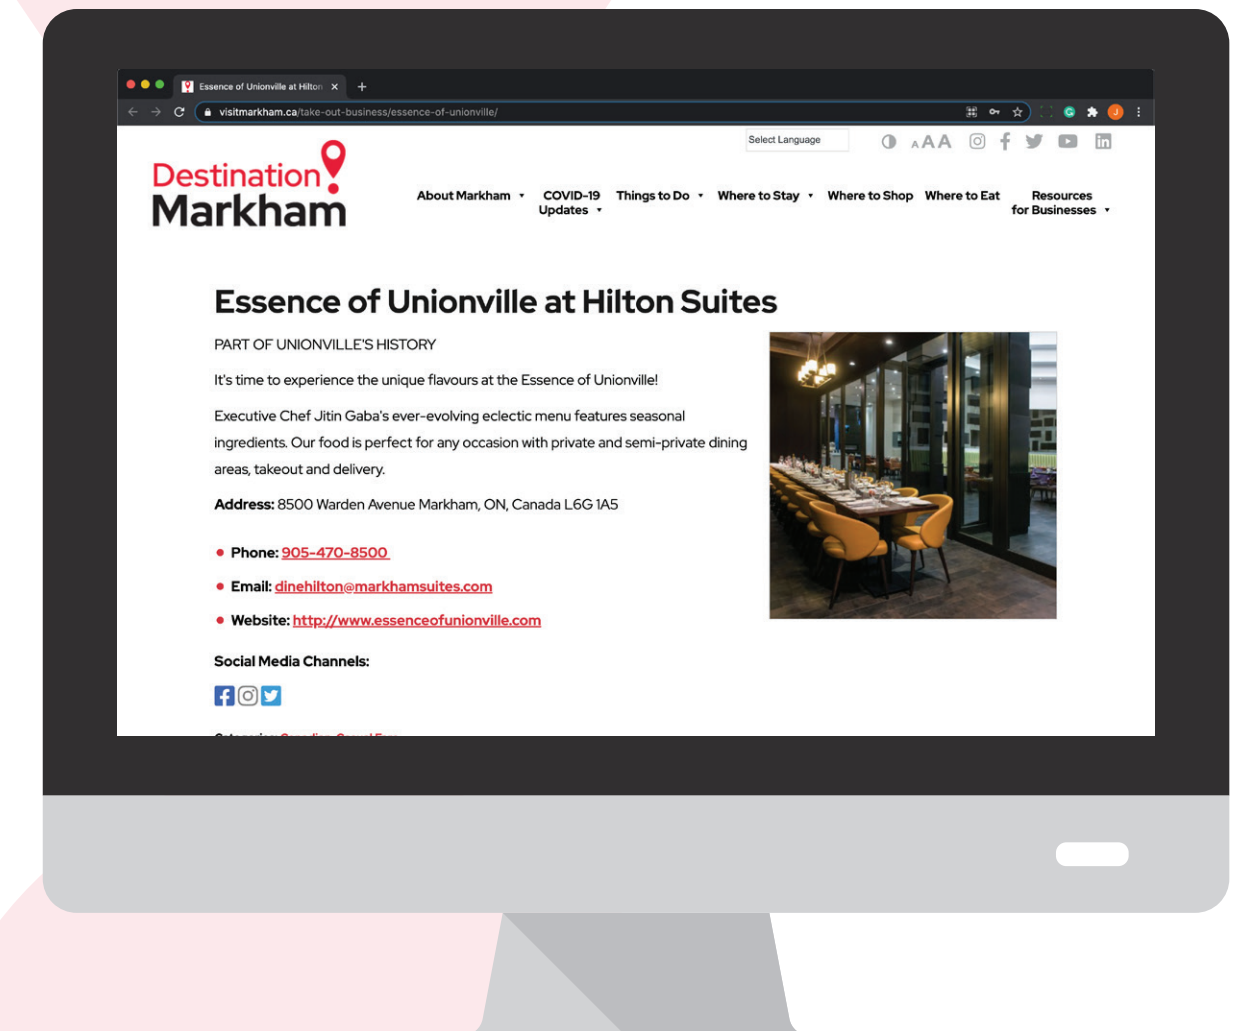 Essence of Unionville at Hilton
visitmarkham.ca/take-out-business/essence-of-unionville/
Select Language
A A A
Destination
Markham
About Markham
COVID-19 Updates
Things to Do
Where to Stay
Where to Shop
Where to Eat
Resources for Businesses
Essence of Unionville at Hilton Suites
PART OF UNIONVILLE'S HISTORY
It's time to experience the unique flavours at the Essence of Unionville!
Executive Chef Jitin Gaba's ever-evolving eclectic menu features seasonal
ingredients. Our food is perfect for any occasion with private and semi-private dining
areas, takeout and delivery.
Address: 8500 Warden Avenue Markham, ON, Canada L6G 1A5
Phone: 905-470-8500
Email: dinehilton@markhamsuites.com
Website: http://www.essenceofunionville.com
Social Media Channels: